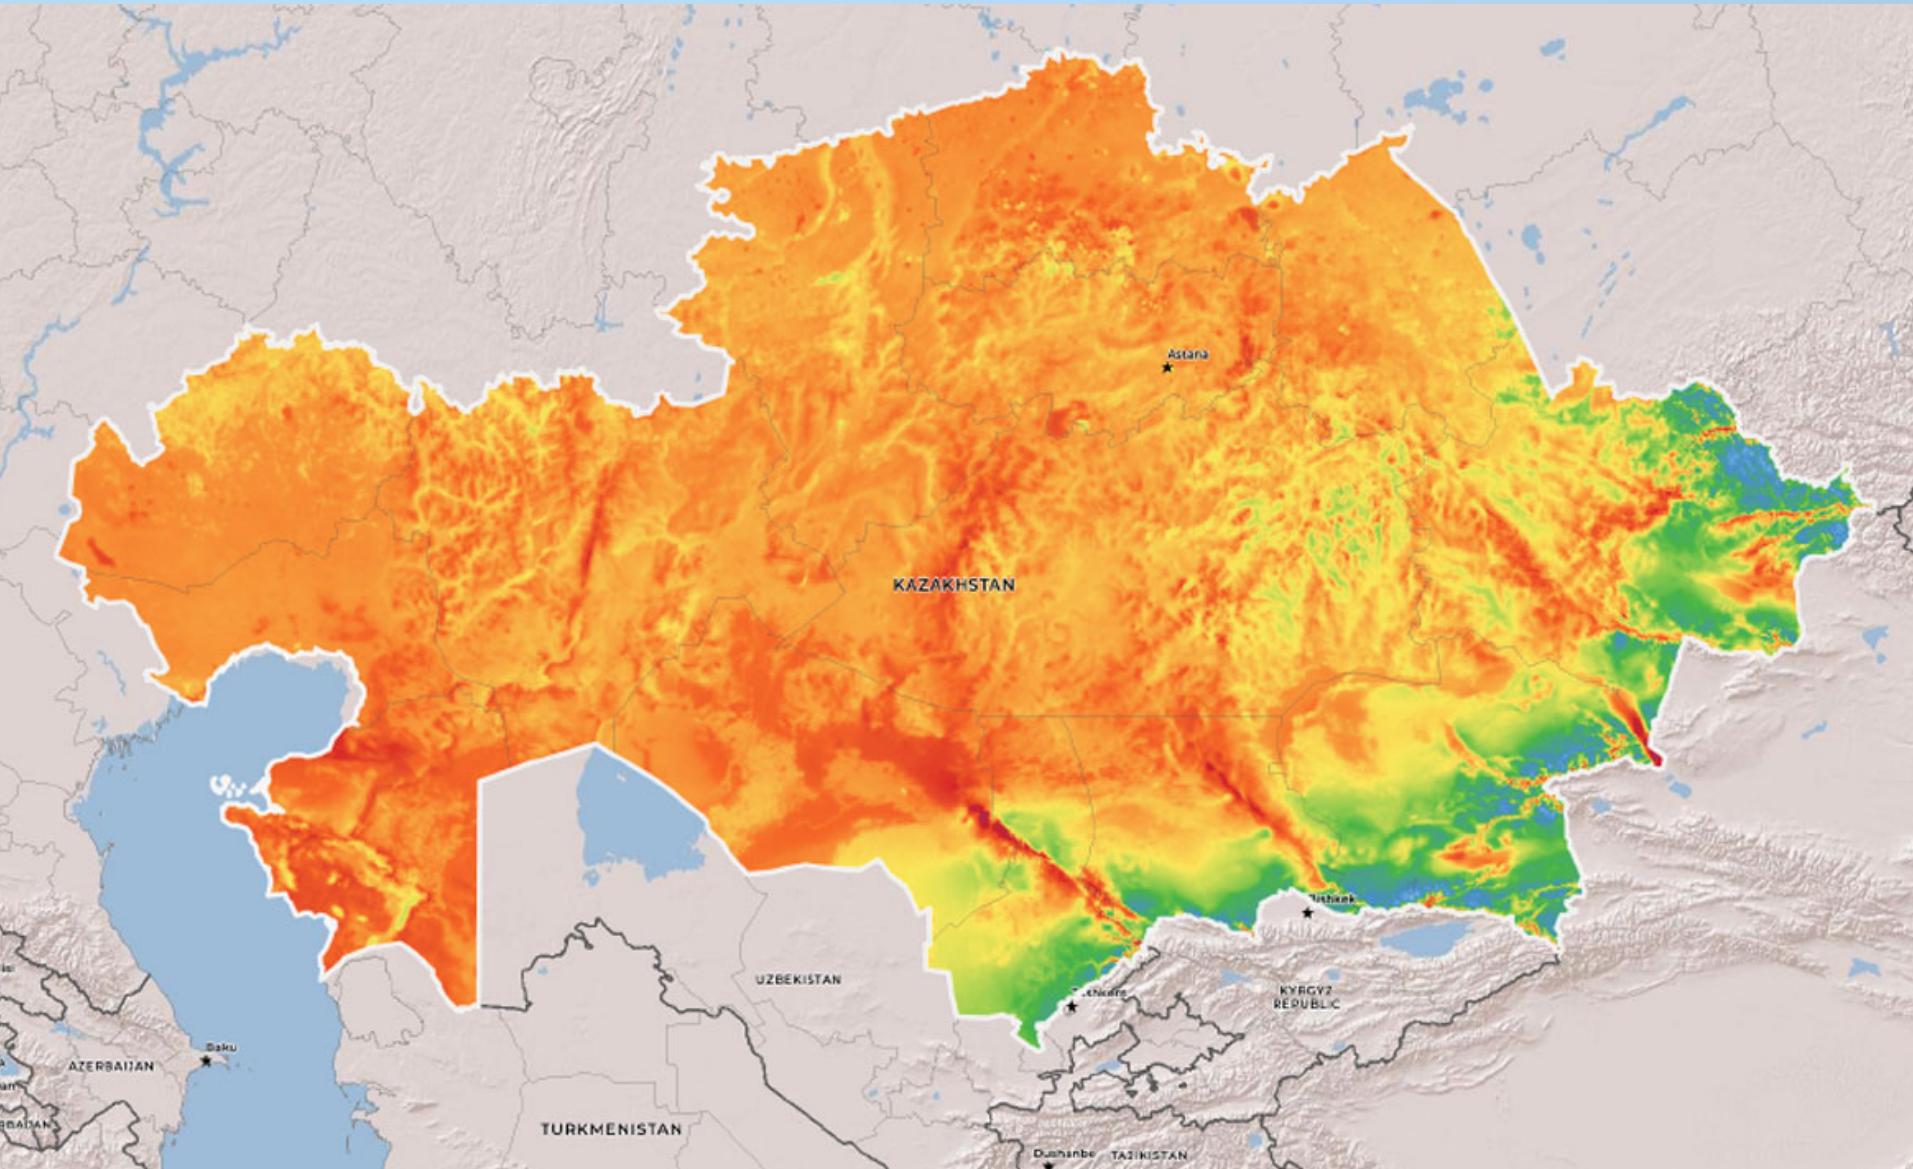 Astana
KAZAKHSTAN
Bishkek
UZBEKISTAN
KYRGYZ
REPUBLIC
Baku
AZERBAIJAN
TURKMENISTAN
Dushanbe
TAJIKISTAN